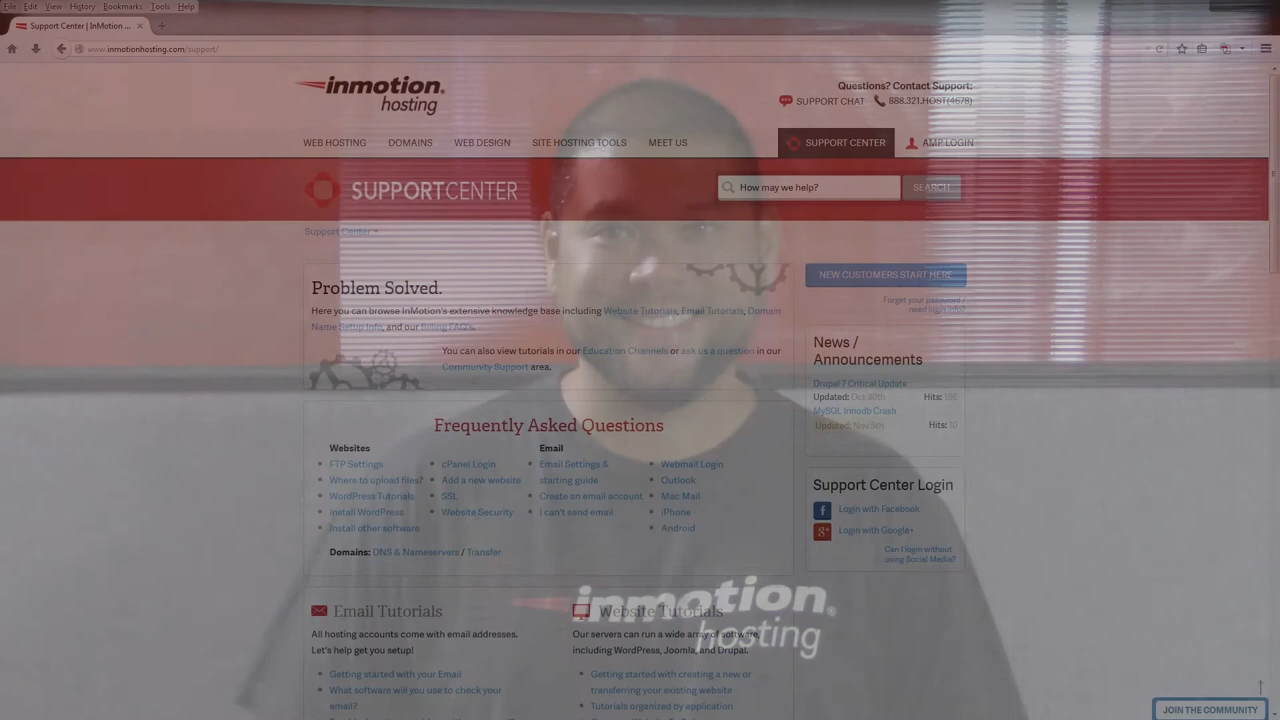 File Edit View History Bookmarks Tools Help
Support Center | InMotion ...
www.inmotionhosting.com/support/
inmotion
hosting
Questions? Contact Support:
SUPPORT CHAT 888.321.HOST(4678)
WEB HOSTING DOMAINS WEB DESIGN SITE HOSTING TOOLS MEET US SUPPORT CENTER AMP LOGIN
SUPPORTCENTER How may we help? SEARCH
Support Center
Problem Solved.
Here you can browse InMotion's extensive knowledge base including Website Tutorials, Email Tutorials, Domain
Name Setup Info, and our Billing FAQ's.
You can also view tutorials in our Education Channels or ask us a question in our
Community Support area.
NEW CUSTOMERS START HERE
Forget your password /
need login info?
News /
Announcements
Drupal 7 Critical Update
Updated: Oct 30th Hits: 166
MySQL Innodb Crash
Updated: Nov 5th Hits: 10
Frequently Asked Questions
Websites
FTP Settings
Where to upload files?
WordPress Tutorials
Install WordPress
Install other software
cPanel Login
Add a new website
SSL
Website Security
Email
Email Settings &
starting guide
Create an email account
I can't send email
Webmail Login
Outlook
Mac Mail
iPhone
Android
Domains: DNS & Nameservers / Transfer
Support Center Login
Login with Facebook
Login with Google+
Can I login without
using Social Media?
Email Tutorials
All hosting accounts come with email addresses.
Let's help get you setup!
Getting started with your Email
What software will you use to check your
email?
Website Tutorials
Our servers can run a wide array of software,
including WordPress, Joomla, and Drupal.
Getting started with creating a new or
transferring your existing website
Tutorials organized by application
inmotion
hosting
JOIN THE COMMUNITY